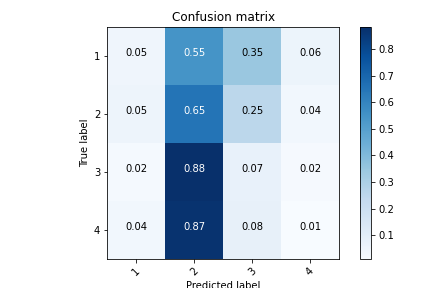 Confusion matrix
1 0.05 0.55 0.35 0.06
2 0.05 0.65 0.25 0.04
3 0.02 0.88 0.07 0.02
4 0.04 0.87 0.08 0.01
True label
1 2 3 4
Predicted label
0.8
0.7
0.6
0.5
0.4
0.3
0.2
0.1